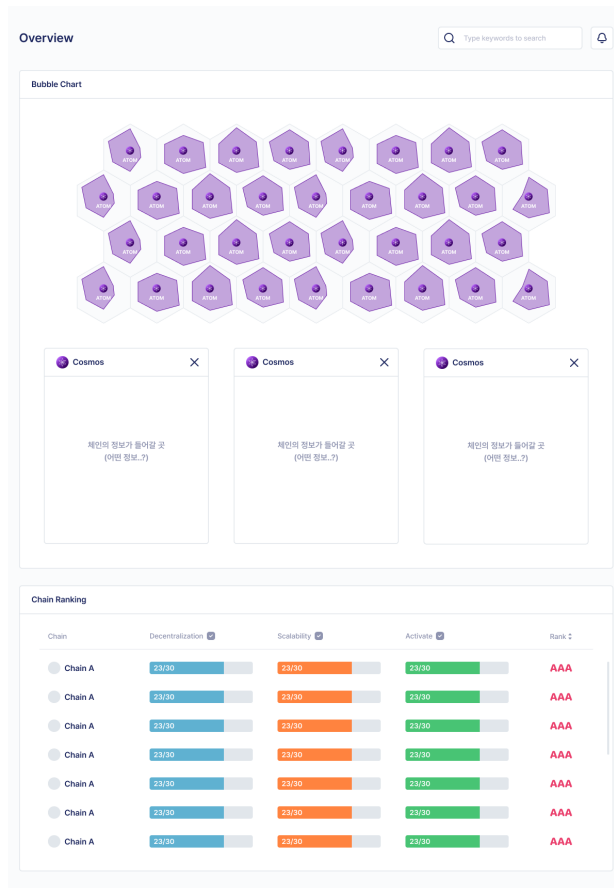 Overview
Type keywords to search
Bubble Chart
ATOM ATOM ATOM ATOM ATOM ATOM ATOM ATOM
ATOM ATOM ATOM ATOM ATOM ATOM ATOM ATOM ATOM
ATOM ATOM ATOM ATOM ATOM ATOM ATOM ATOM
ATOM ATOM ATOM ATOM ATOM ATOM ATOM ATOM ATOM
Cosmos Cosmos Cosmos
체인의 정보가 들어갈 곳 체인의 정보가 들어갈 곳 체인의 정보가 들어갈 곳
(어떤 정보..?) (어떤 정보..?) (어떤 정보..?)
Chain Ranking
Chain Decentralization Scalability Activate Rank
Chain A 23/30 23/30 23/30 AAA
Chain A 23/30 23/30 23/30 AAA
Chain A 23/30 23/30 23/30 AAA
Chain A 23/30 23/30 23/30 AAA
Chain A 23/30 23/30 23/30 AAA
Chain A 23/30 23/30 23/30 AAA
Chain A 23/30 23/30 23/30 AAA